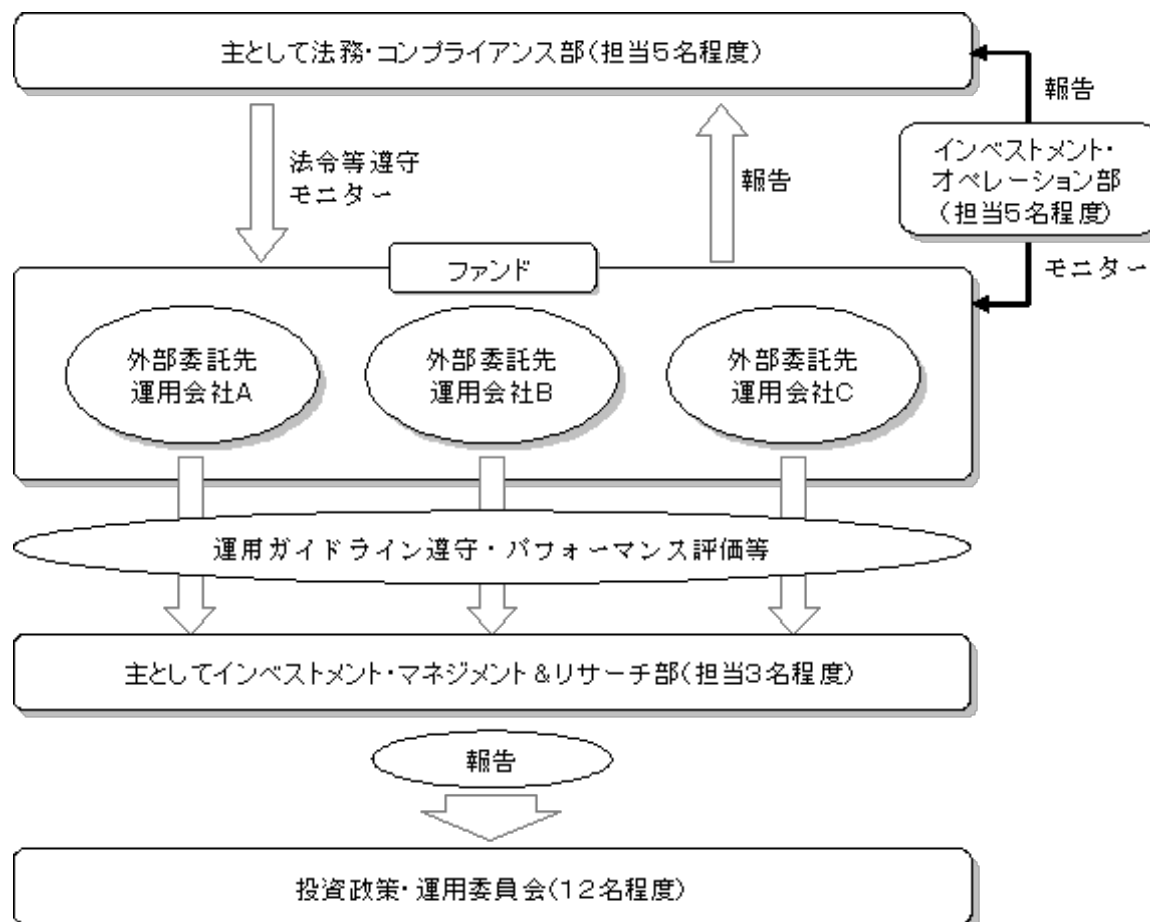 主として法務・コンプライアンス部(担当5名程度)
報告
法令等遵守
モニター
報告
インベストメント・
オペレーション部
(担当5名程度)
モニター
ファンド
外部委託先
運用会社A
外部委託先
運用会社B
外部委託先
運用会社C
運用ガイドライン遵守・パフォーマンス評価等
主としてインベストメント・マネジメント&リサーチ部(担当3名程度)
報告
投資政策・運用委員会(12名程度)